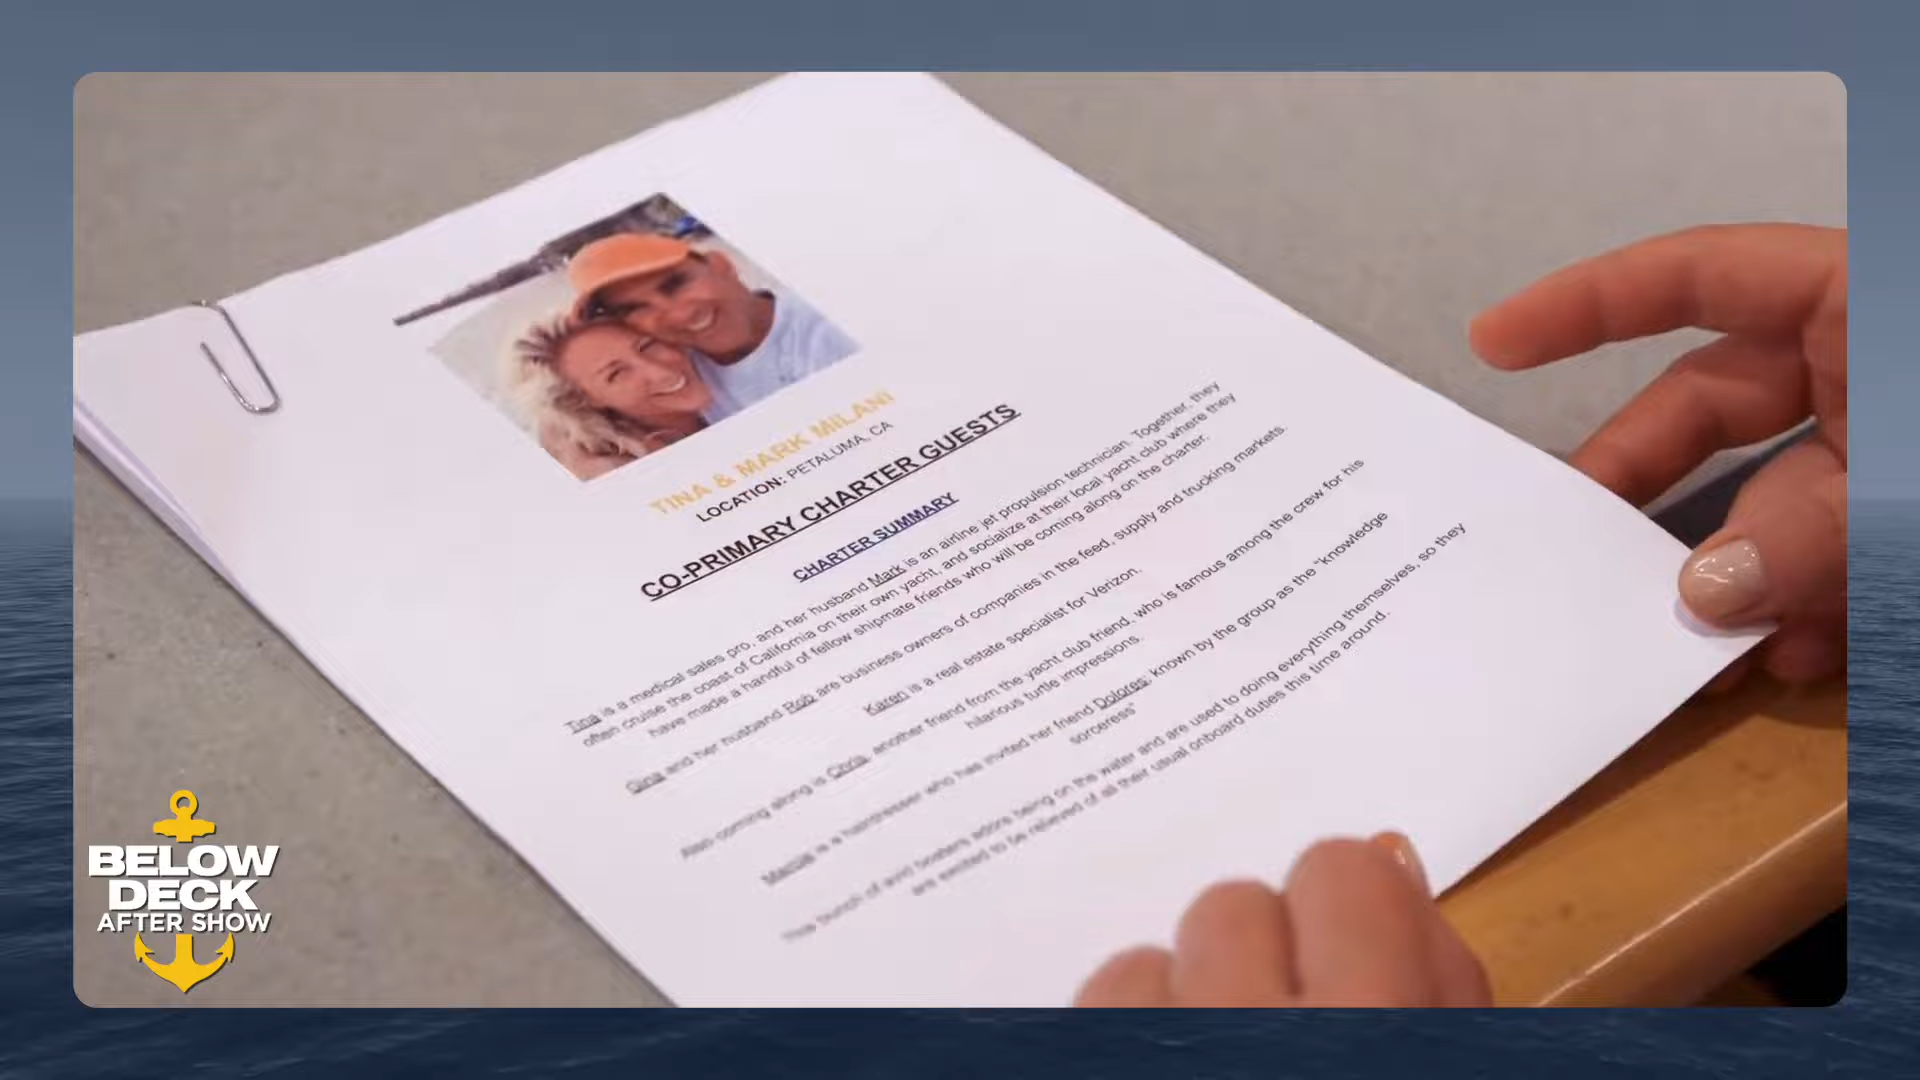 TINA & MARK MILANI
LOCATION: PETALUMA, CA
CO-PRIMARY CHARTER GUESTS
CHARTER SUMMARY
Tina is a medical sales pro, and her husband Mark is an airline jet propulsion technician. Together, they
often cruise the coast of California on their own yacht, and socialize at their local yacht club where they
have made a handful of fellow shipmate friends who will be coming along on the charter.
Gina and her husband Rob are business owners of companies in the feed, supply and trucking markets.
Karen is a real estate specialist for Verizon.
Also coming along is Chris, another friend from the yacht club friend, who is famous among the crew for his
hilarious turtle impressions.
is a hairdresser who has invited her friend Dolores; known by the group as the "knowledge
sorceress"
This bunch of avid boaters adore being on the water and are used to doing everything themselves, so they
are excited to be relieved of all their usual onboard duties this time around.
BELOW
DECK
AFTER SHOW